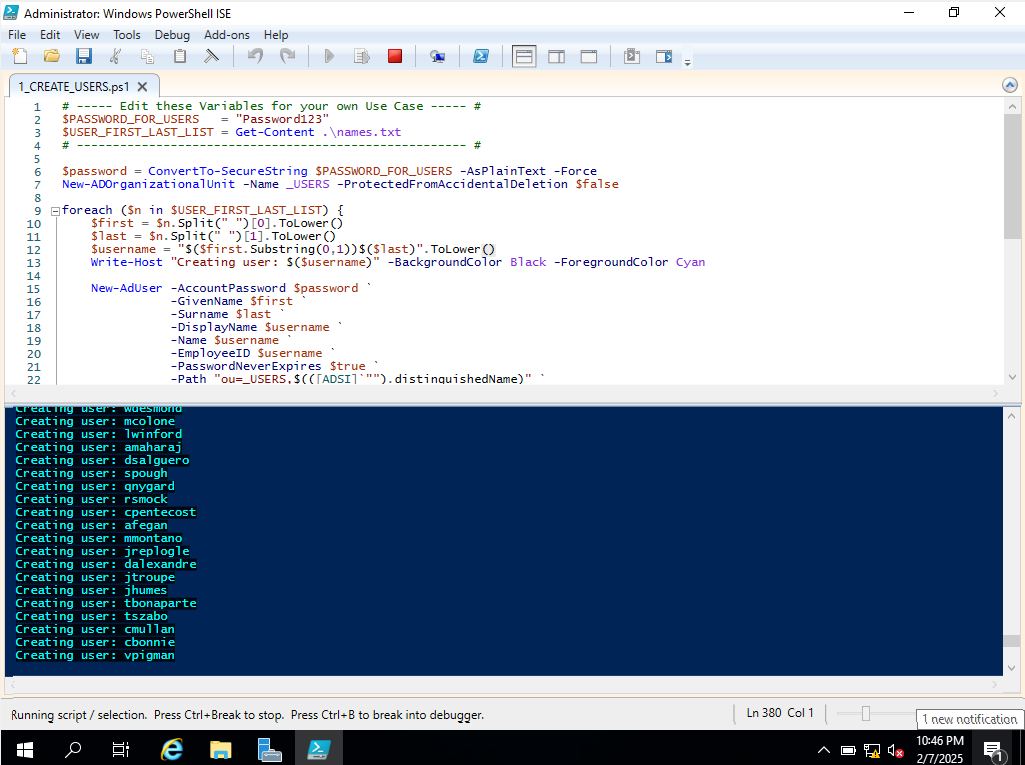 Administrator: Windows PowerShell ISE
File Edit View Tools Debug Add-ons Help
1_CREATE_USERS.ps1
1 # ----- Edit these Variables for your own Use Case ----- #
2 $PASSWORD_FOR_USERS   = "Password123"
3 $USER_FIRST_LAST_LIST = Get-Content .\names.txt
4 # ------------------------------------------------------ #
5
6 $password = ConvertTo-SecureString $PASSWORD_FOR_USERS -AsPlainText -Force
7 New-ADOrganizationalUnit -Name _USERS -ProtectedFromAccidentalDeletion $false
8
9 foreach ($n in $USER_FIRST_LAST_LIST) {
10     $first = $n.Split(" ")[0].ToLower()
11     $last = $n.Split(" ")[1].ToLower()
12     $username = "$($first.Substring(0,1))$($last)".ToLower()
13     Write-Host "Creating user: $($username)" -BackgroundColor Black -ForegroundColor Cyan
14
15     New-AdUser -AccountPassword $password `
16                -GivenName $first `
17                -Surname $last `
18                -DisplayName $username `
19                -Name $username `
20                -EmployeeID $username `
21                -PasswordNeverExpires $true `
22                -Path "ou=_USERS,$(([ADSI]`"").distinguishedName)" `
Creating user: wdesmond
Creating user: mcolone
Creating user: lwinford
Creating user: amaharaj
Creating user: dsalguero
Creating user: spough
Creating user: qnygard
Creating user: rsmock
Creating user: cpentecost
Creating user: afegan
Creating user: mmontano
Creating user: jreplogle
Creating user: dalexandre
Creating user: jtroupe
Creating user: jhumes
Creating user: tbonaparte
Creating user: tszabo
Creating user: cmullan
Creating user: cbonnie
Creating user: vpigman
Running script / selection. Press Ctrl+Break to stop. Press Ctrl+B to break into debugger.
Ln 380 Col 1
1 new notification
10:46 PM
2/7/2025
1